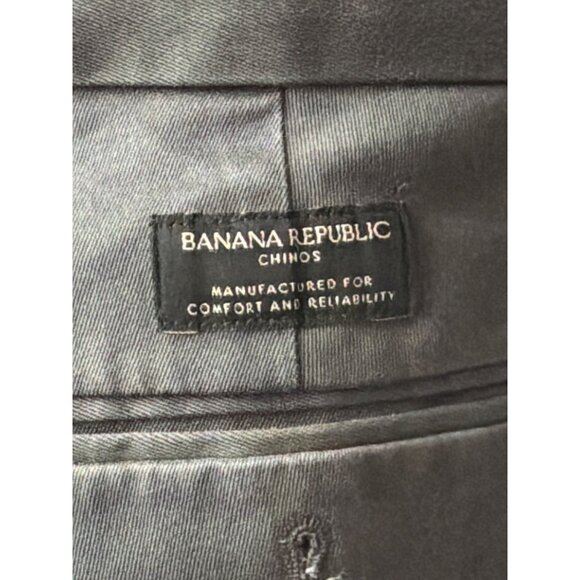 BANANA REPUBLIC
CHINOS
MANUFACTURED FOR
COMFORT AND RELIABILITY